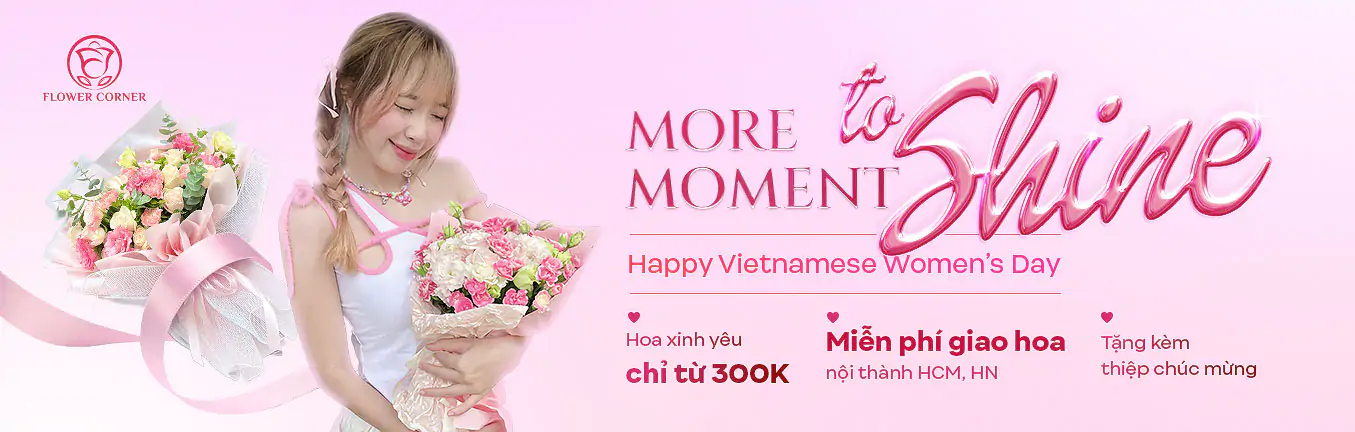 FLOWER CORNER
MORE
MOMENT
to
Shine
Happy Vietnamese Women's Day
Hoa xinh yêu
chỉ từ 300K
Miễn phí giao hoa
nội thành HCM, HN
Tặng kèm
thiệp chúc mừng